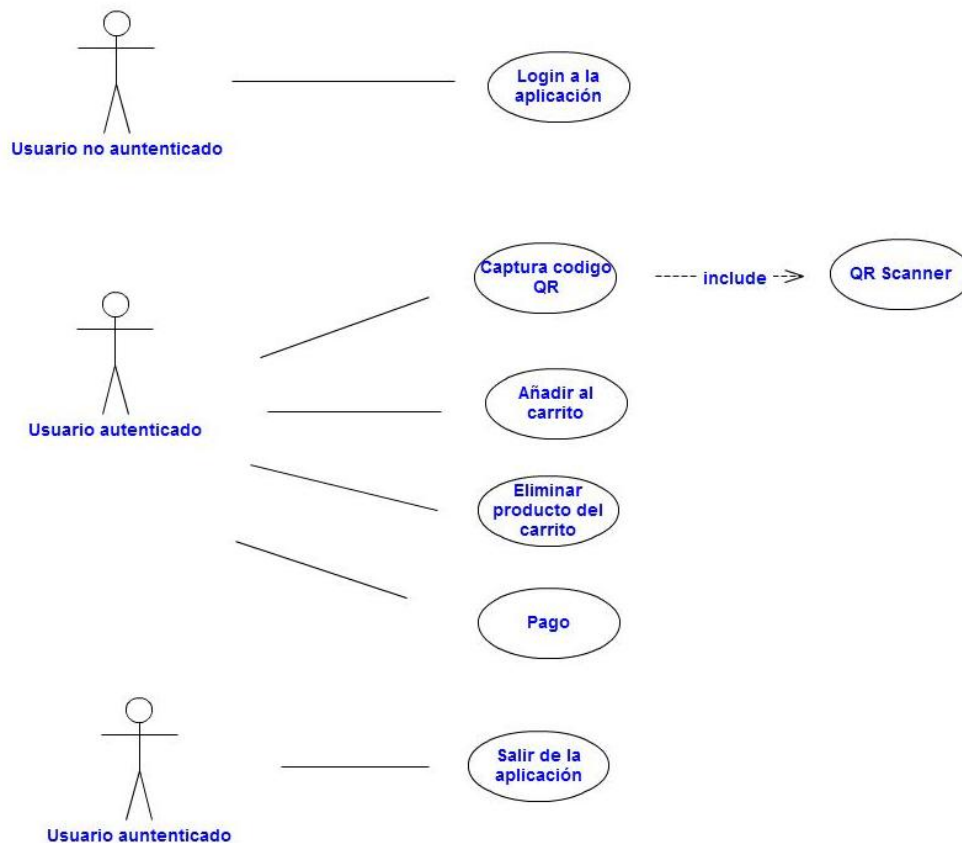 Login a la
aplicación
Usuario no auntenticado
Captura codigo
QR
include
QR Scanner
Usuario autenticado
Añadir al
carrito
Eliminar
producto del
carrito
Pago
Salir de la
aplicación
Usuario auntenticado